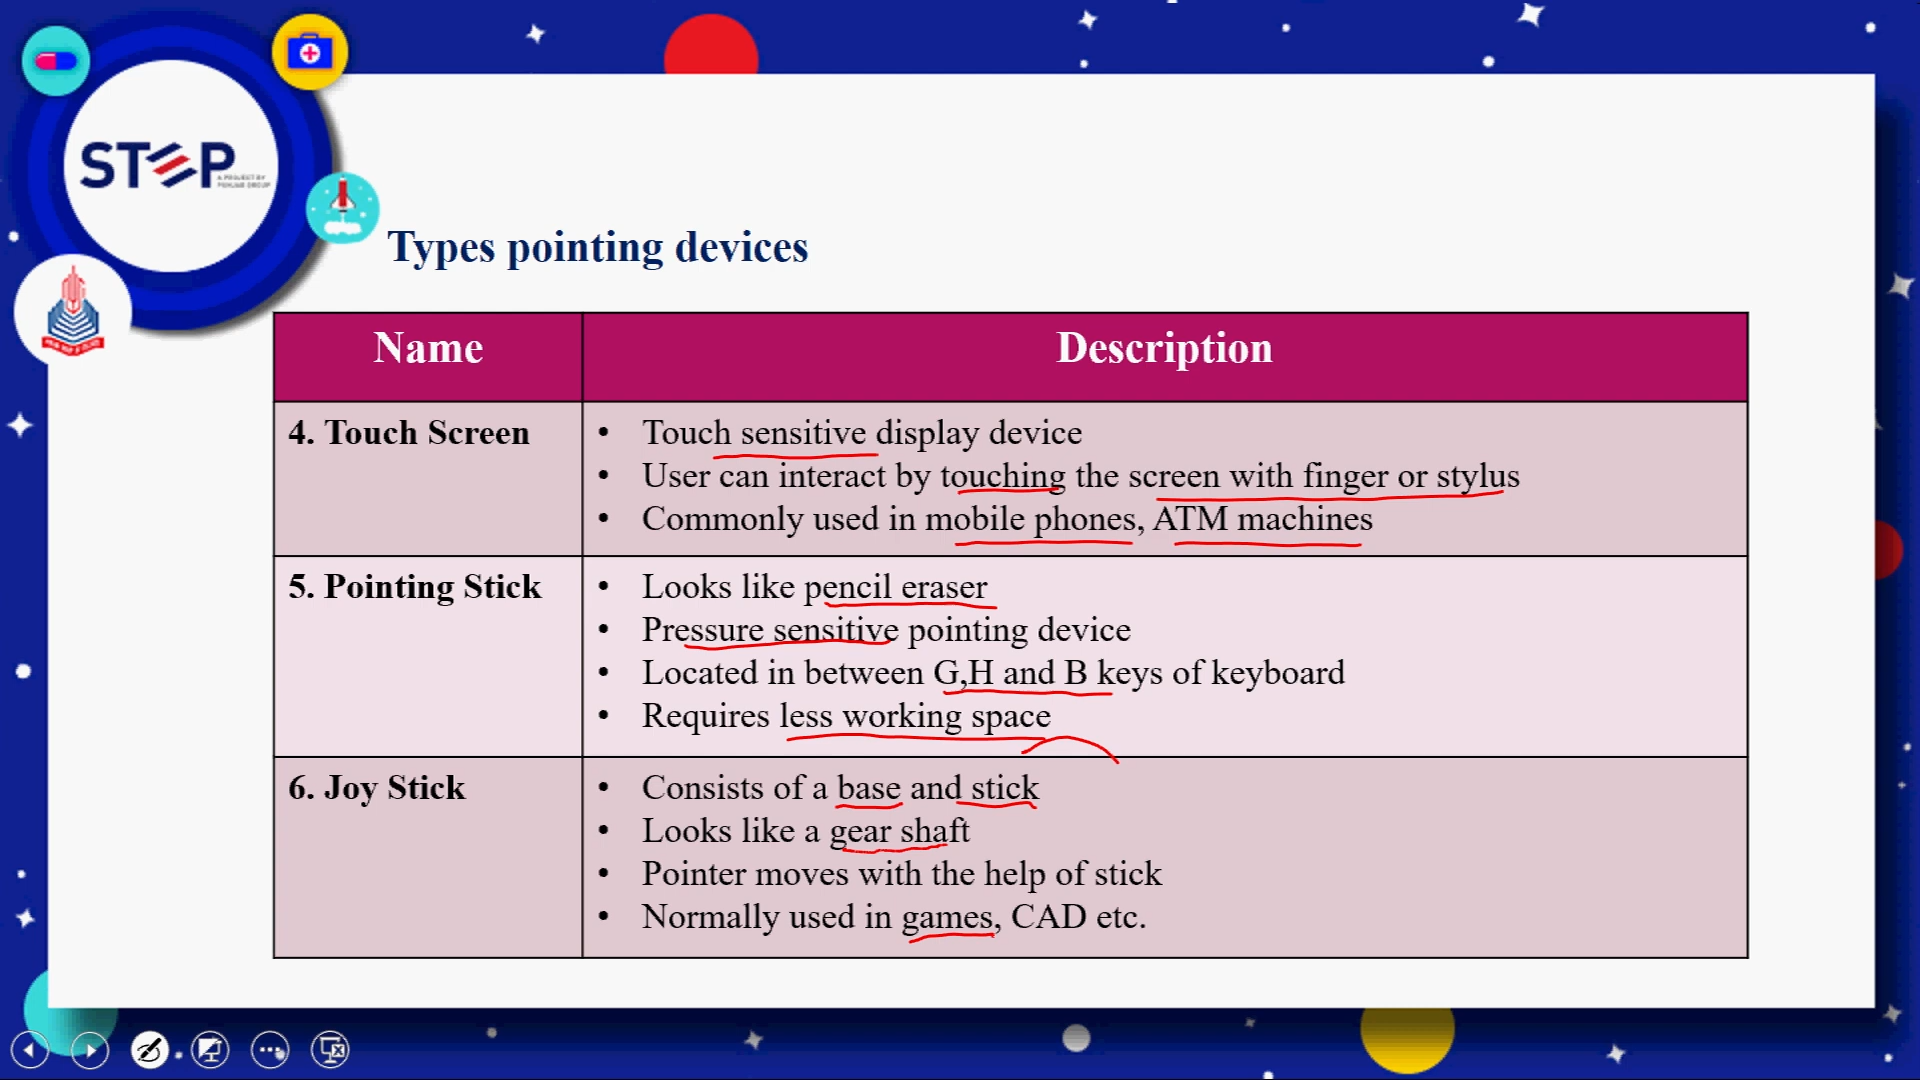 STEP
A PROJECT BY
PUNJAB GROUP
Types pointing devices
Name
Description
4. Touch Screen
• Touch sensitive display device
• User can interact by touching the screen with finger or stylus
• Commonly used in mobile phones, ATM machines
5. Pointing Stick
• Looks like pencil eraser
• Pressure sensitive pointing device
• Located in between G,H and B keys of keyboard
• Requires less working space
6. Joy Stick
• Consists of a base and stick
• Looks like a gear shaft
• Pointer moves with the help of stick
• Normally used in games, CAD etc.